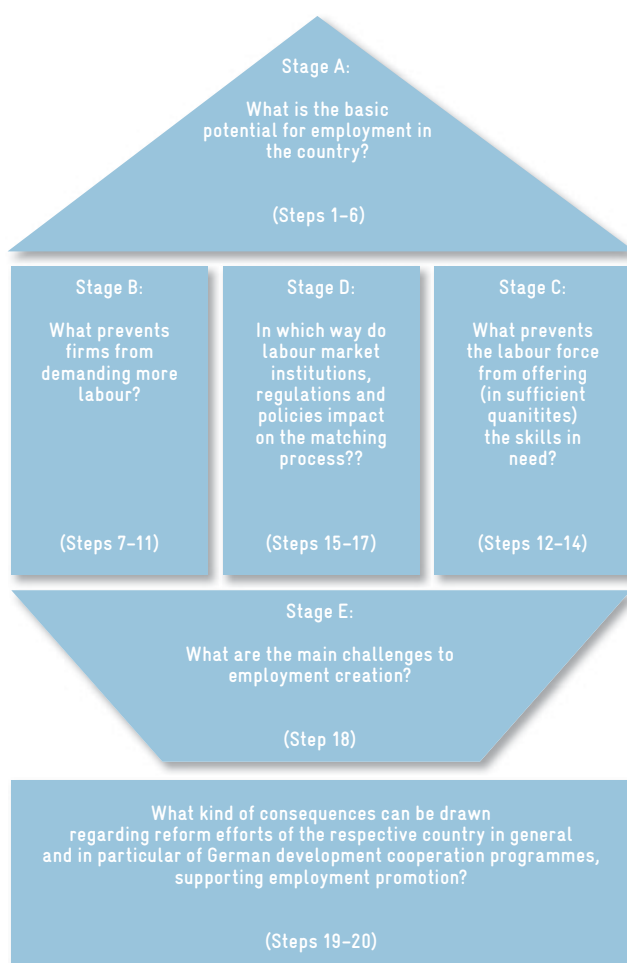 Stage A:
What is the basic
potential for employment in
the country?
(Steps 1–6)
Stage B:
What prevents
firms from
demanding more
labour?
(Steps 7–11)
Stage D:
In which way do
labour market
institutions,
regulations and
policies impact
on the matching
process??
(Steps 15–17)
Stage C:
What prevents
the labour force
from offering
(in sufficient
quanitites)
the skills in
need?
(Steps 12–14)
Stage E:
What are the main challenges to
employment creation?
(Step 18)
What kind of consequences can be drawn
regarding reform efforts of the respective country in general
and in particular of German development cooperation programmes,
supporting employment promotion?
(Steps 19–20)